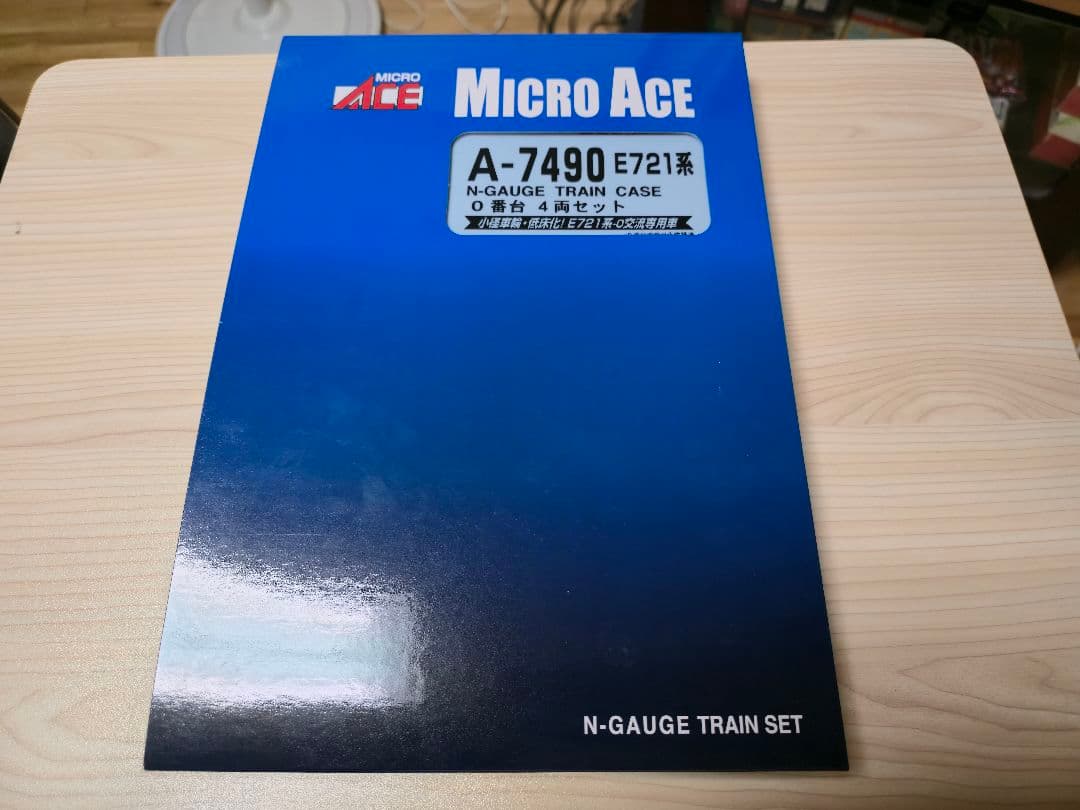 MICRO
ACE
MICRO ACE
A-7490 E721系
N-GAUGE TRAIN CASE
0番台 4両セット
小径車輪・低床化!E721系-0交流専用車
N-GAUGE TRAIN SET